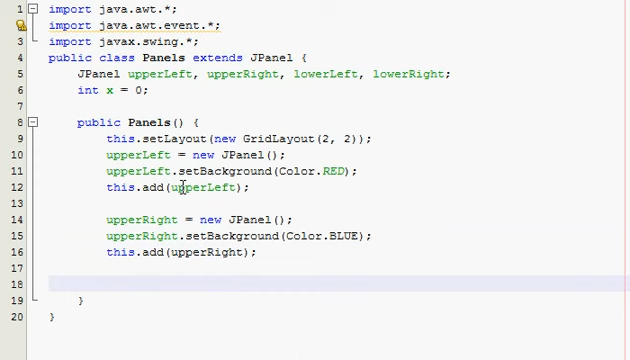 1 import java.awt.*;
import java.awt.event.*;
3 import javax.swing.*;
4 public class Panels extends JPanel {
5 JPanel upperLeft, upperRight, lowerLeft, lowerRight;
6 int x = 0;
7
8 public Panels() {
9 this.setLayout(new GridLayout(2, 2));
10 upperLeft = new JPanel();
11 upperLeft.setBackground(Color.RED);
12 this.add(upperLeft);
13
14 upperRight = new JPanel();
15 upperRight.setBackground(Color.BLUE);
16 this.add(upperRight);
17
18
19 }
20 }